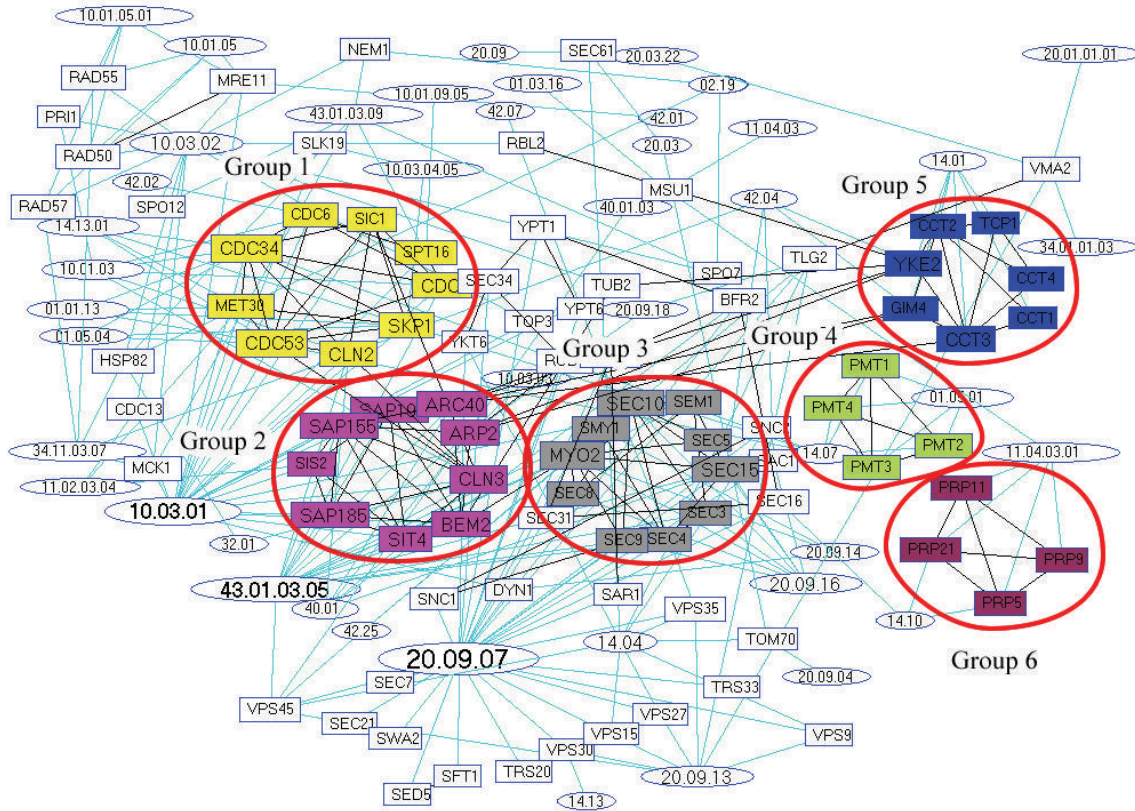 10.01.05.01
10.01.05
NEM1
20.09
SEC61
20.03.22
20.01.01.01
RAD55
MRE11
01.03.16
02.19
10.01.09.05
PRI1
43.01.03.09
42.07
42.01
11.04.03
10.03.02
SLK19
RBL2
20.03
RAD50
Group 1
10.03.04.05
14.01
VMA2
42.02
MSU1
Group 5
RAD57
SPO12
CDC6
SIC1
40.01.03
42.04
14.13.01
YPT1
CCT2
TCP1
CDC34
SPT16
34.01.01.03
TLG2
YKE2
10.01.03
SEC34
SPO7
CCT4
CDC
TUB2
MET30
BFR2
GIM4
01.01.13
YPT6
20.09.18
CCT1
TOP3
SKP1
01.05.04
Group 4
CCT3
YKT6
CDC53
CLN2
Group 3
HSP82
PMT1
10.03.03
SEC10
SEM1
01.05.01
CDC13
ARC40
PMT4
SAP155
SMY1
SNC
Group 2
ARP2
SEC5
PMT2
34.11.03.07
MYO2
14.07
11.04.03.01
SIS2
PMT3
MCK1
CLN3
SEC15
11.02.03.04
PRP11
SEC8
SEC16
10.03.01
SAP185
BEM2
SEC31
SEC3
SIT4
SEC9
SEC4
32.01
20.09.14
PRP21
PRP9
43.01.03.05
20.09.16
SNC1
DYN1
SAR1
40.01
VPS35
PRP5
42.25
14.10
14.04
TOM70
20.09.07
Group 6
SEC7
TRS33
20.09.04
VPS45
VPS27
SEC21
VPS15
VPS9
SWA2
VPS30
TRS20
SFT1
20.09.13
SED5
14.13